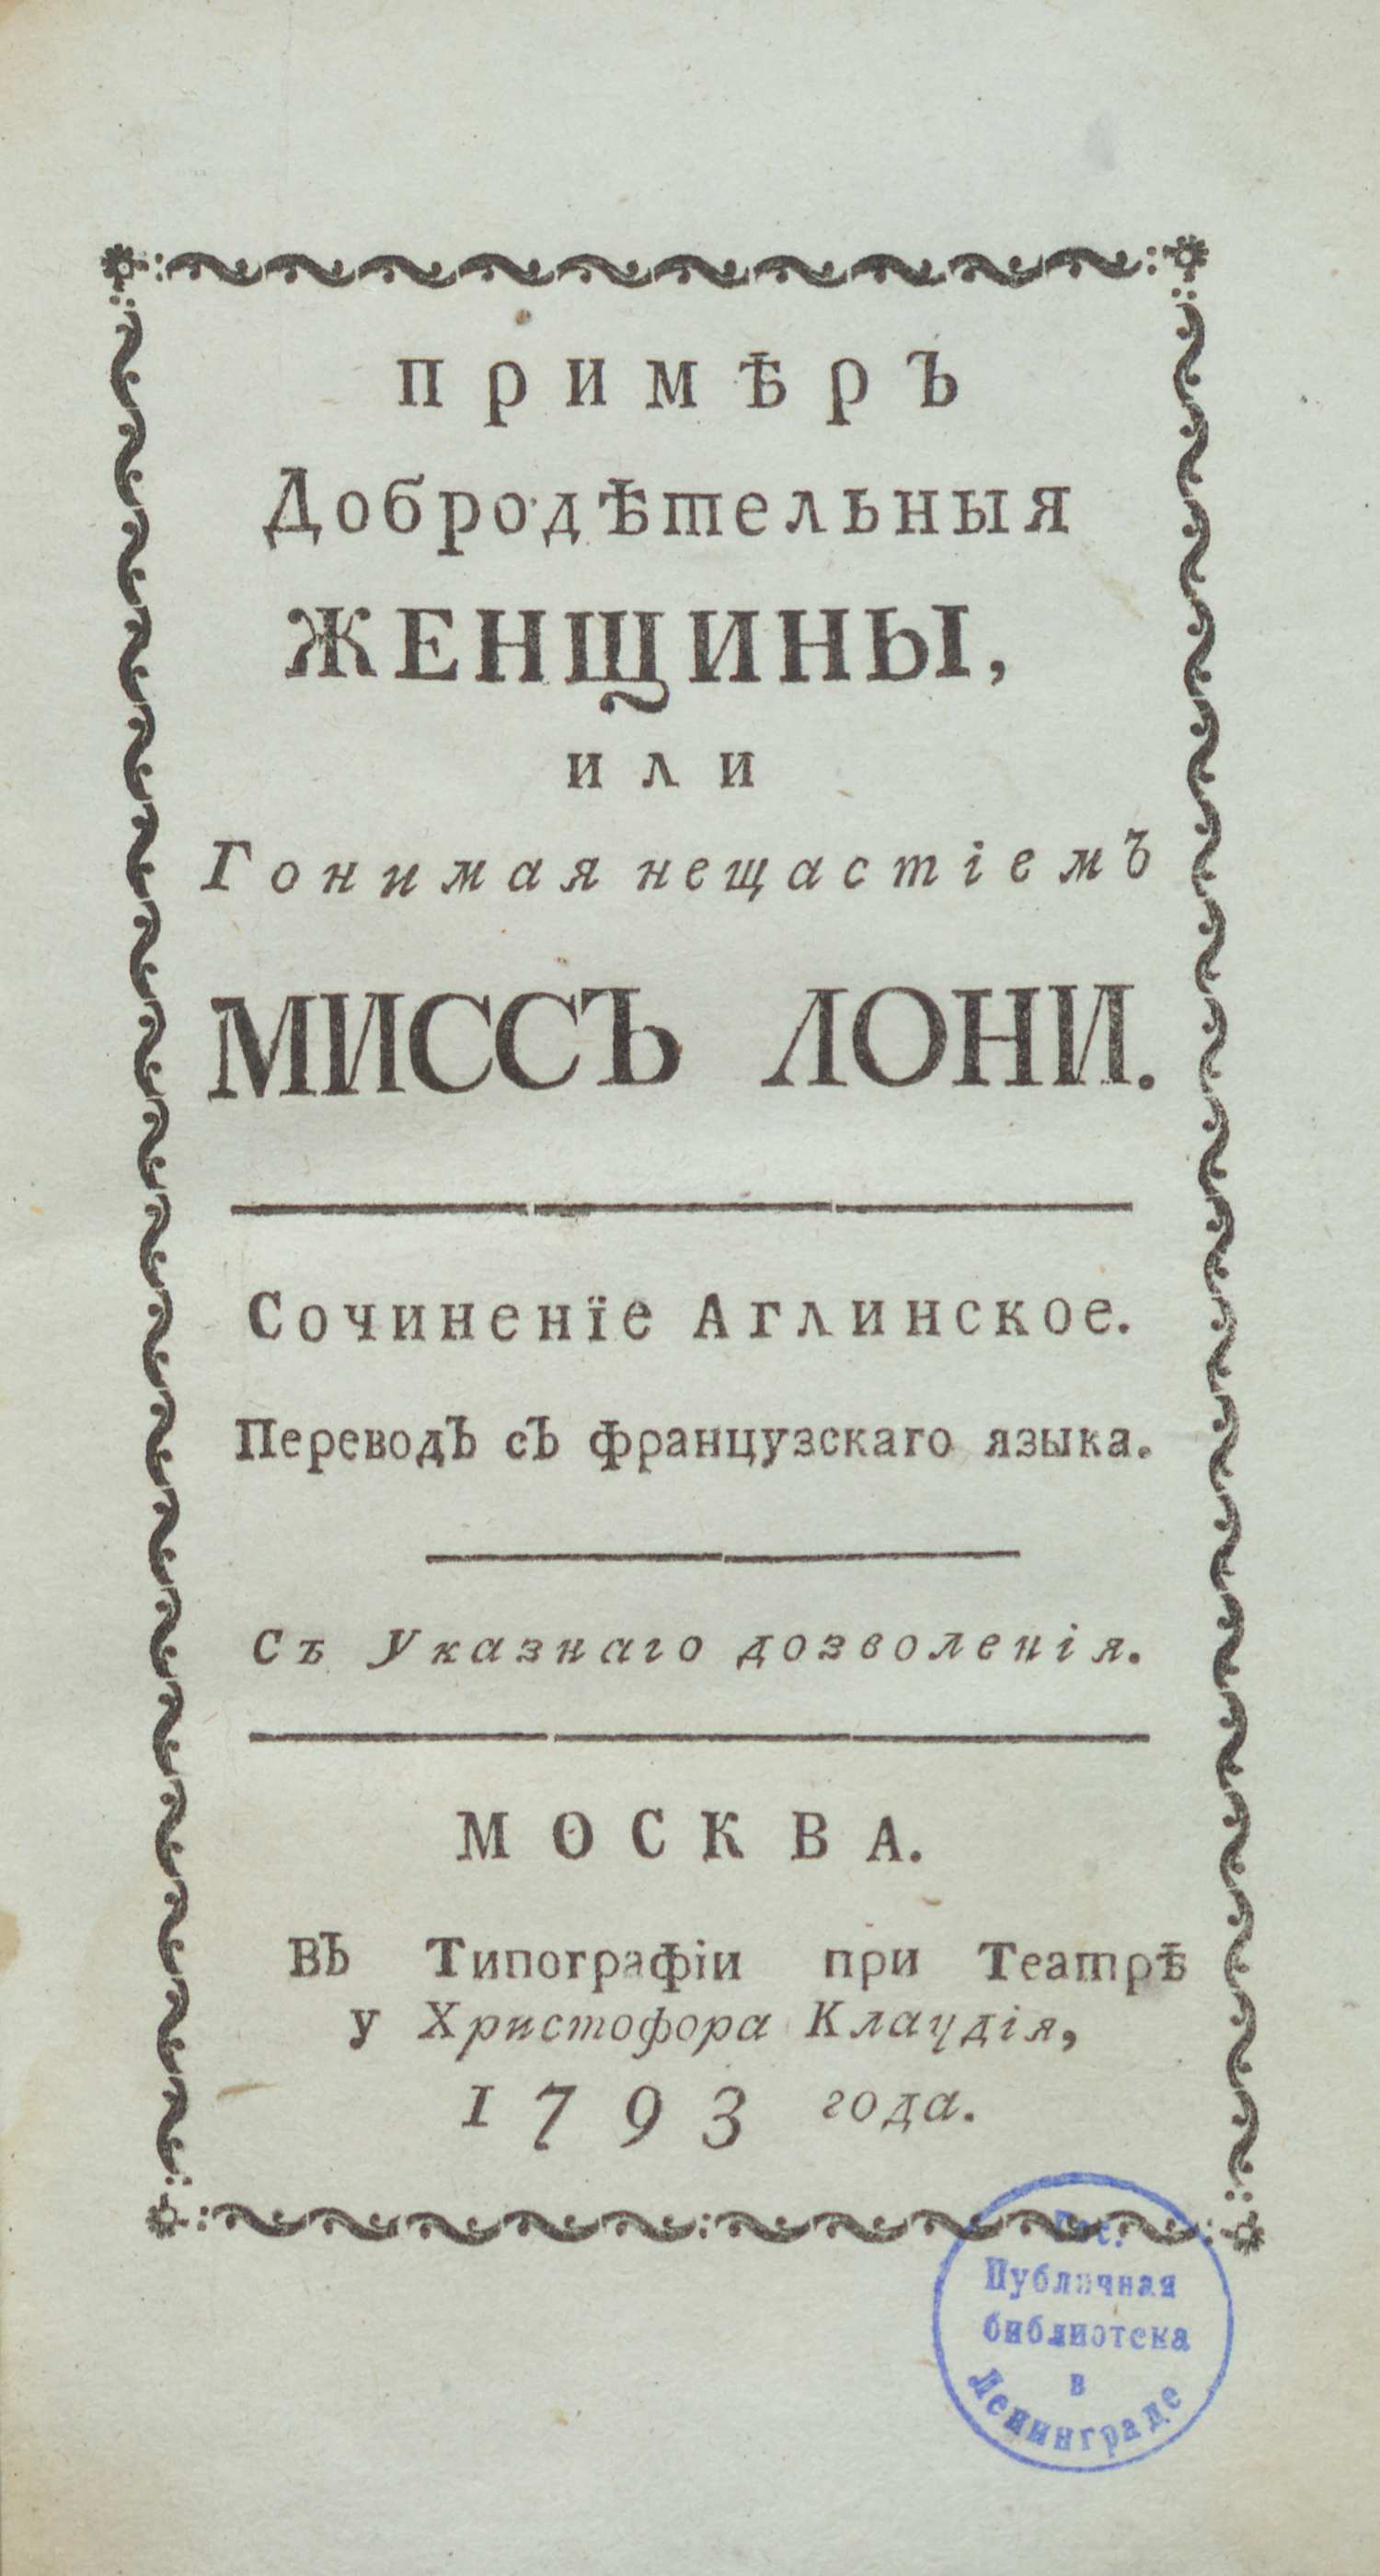 примѣръ
Добродѣтельныя
ЖЕНЩИНЫ,
или
Гонимая нещастіемъ
МИССЪ ЛОНИ.
Сочиненїе Аглинское.
Переводъ съ французскаго языка.
Съ Указнаго дозволенія.
МОСКВА.
Въ Типографіи при Театрѣ
у Христофора Клаудія,
1793 года.
Гос.
Публичная
библиотека
в
Ленинграде